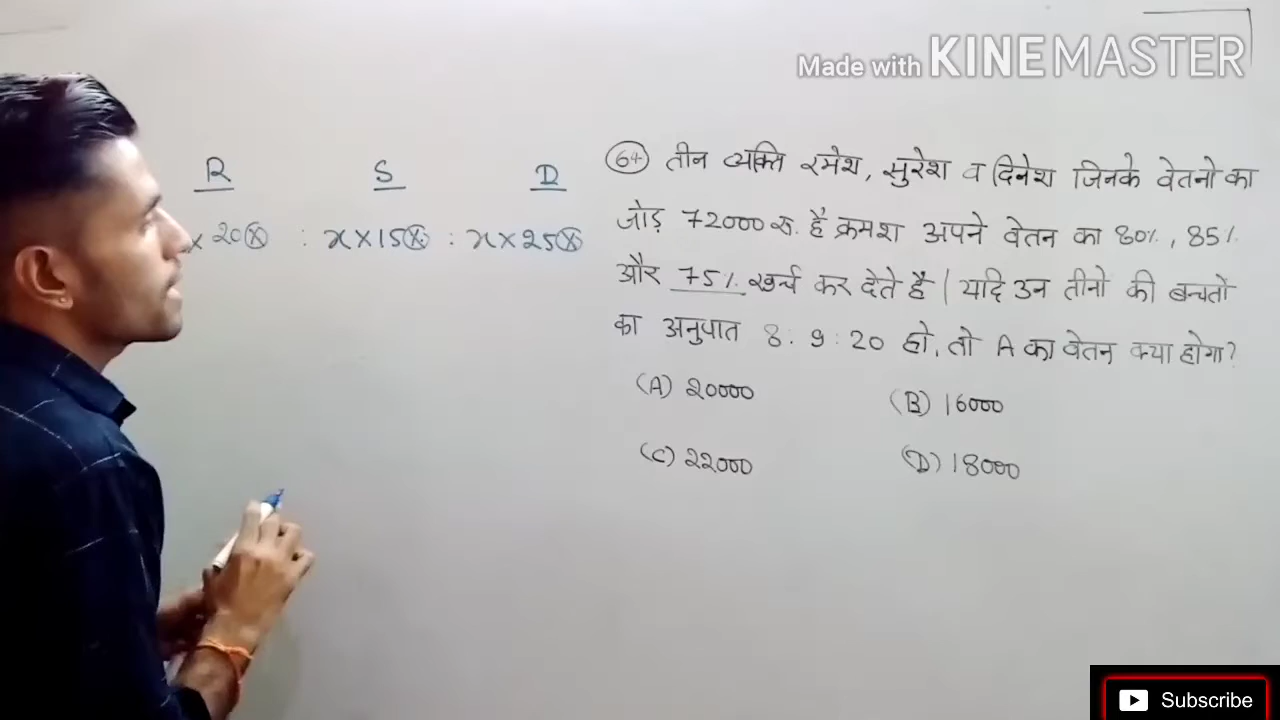 Made with KINEMASTER
R S D
x 20% : x×15% : x×25%
(64) तीन व्यक्ति रमेश, सुरेश व दिनेश जिनके वेतनो का
जोड़ 72000 रु. है क्रमश अपने वेतन का 80%, 85%
और 75% खर्च कर देते है | यदि उन तीनो की बचतो
का अनुपात 8 : 9 : 20 हो, तो A का वेतन क्या होगा?
(A) 20000 (B) 16000
(C) 22000 (D) 18000
Subscribe